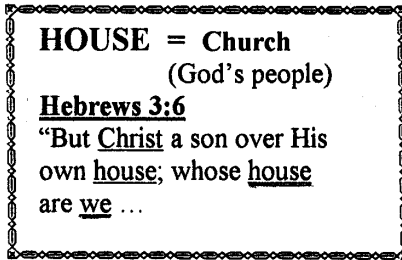 HOUSE = Church
(God's people)
Hebrews 3:6
“But Christ a son over His
own house; whose house
are we ...